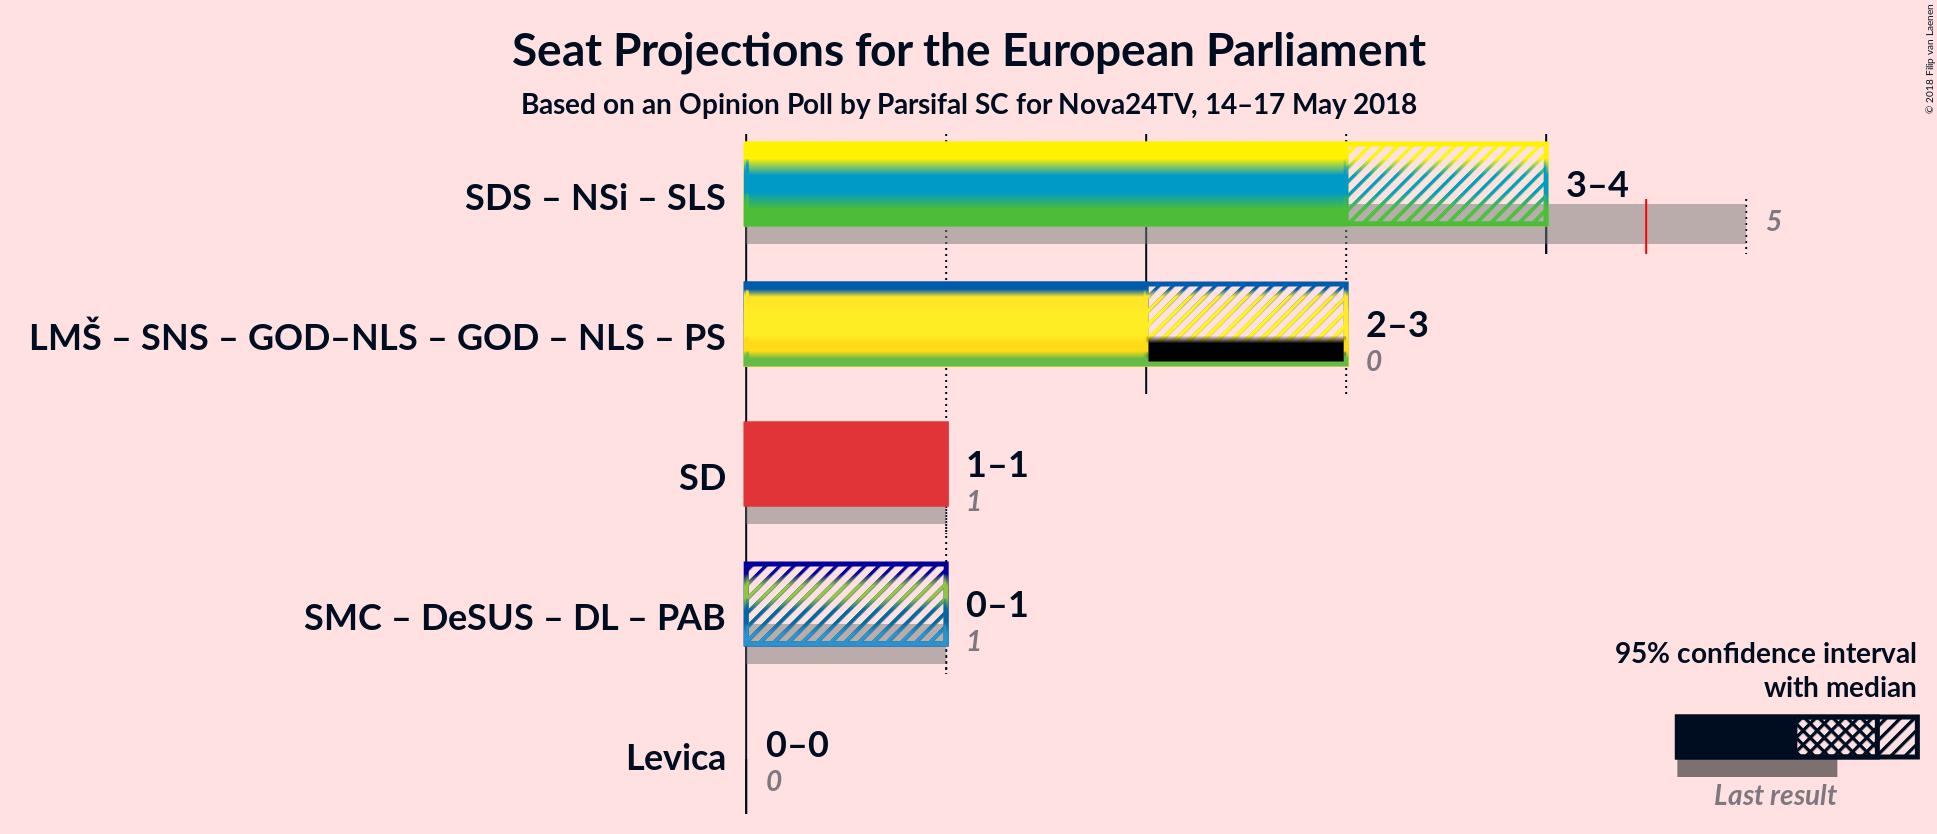 Seat Projections for the European Parliament
Based on an Opinion Poll by Parsifal SC for Nova24TV, 14–17 May 2018
© 2018 Filip van Laenen
SDS – NSi – SLS
3–4
5
LMŠ – SNS – GOD–NLS – GOD – NLS – PS
2–3
0
SD
1–1
1
SMC – DeSUS – DL – PAB
0–1
1
Levica
0–0
0
95% confidence interval
with median
Last result